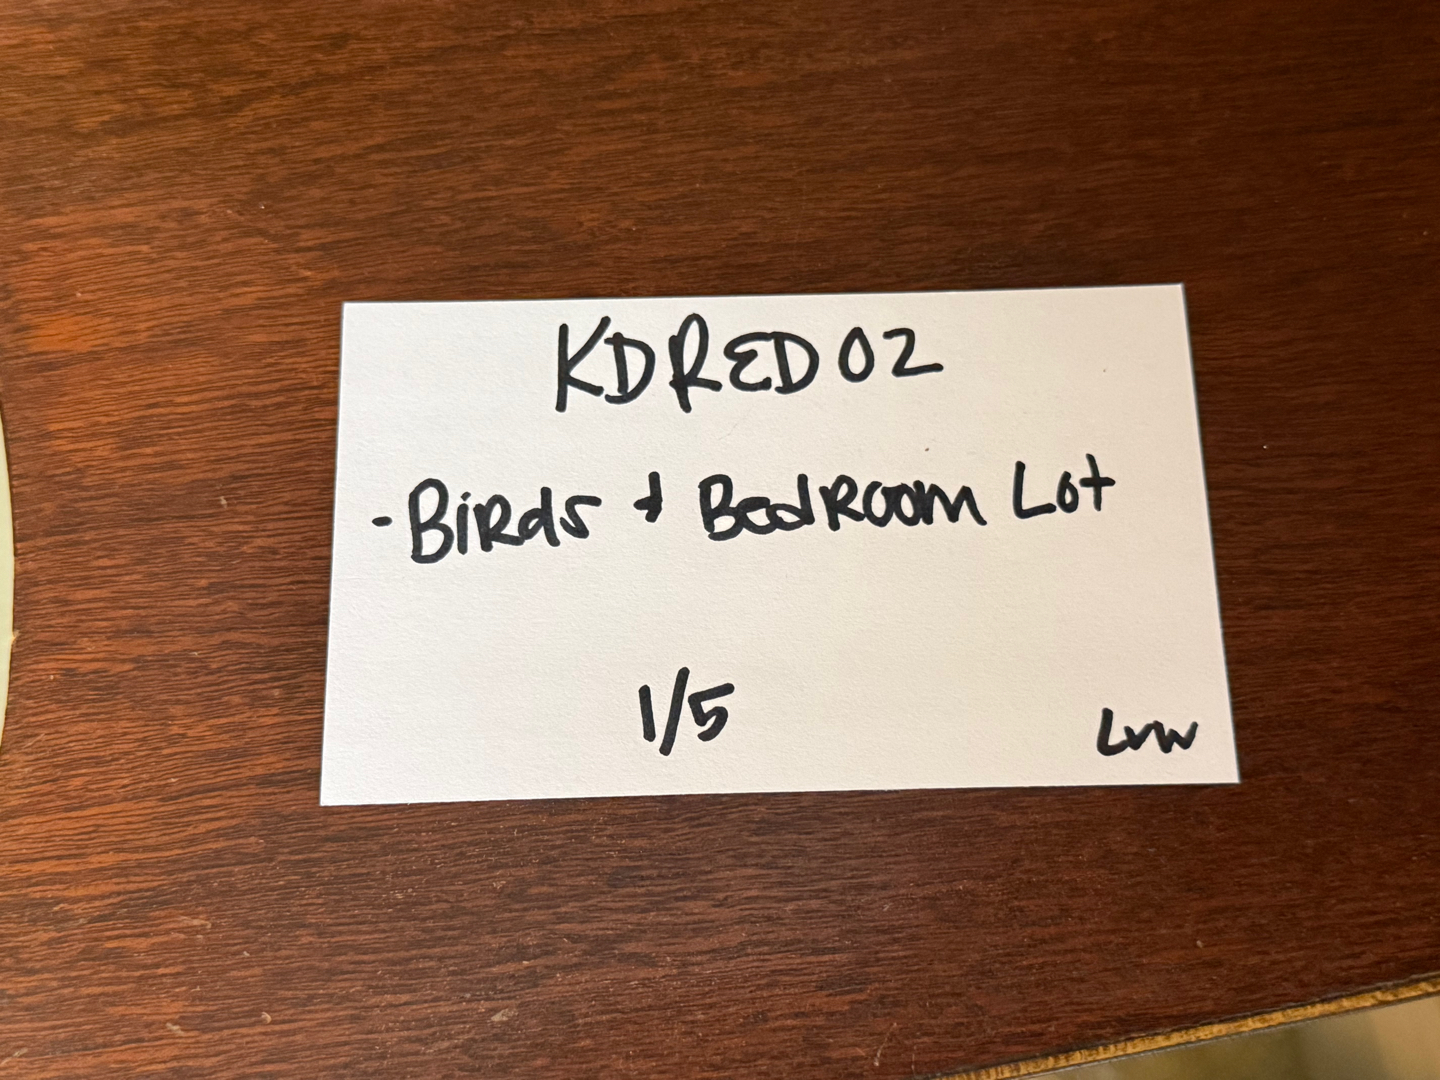 KDRED02
-Birds + Bedroom Lot
1/5
Lvw